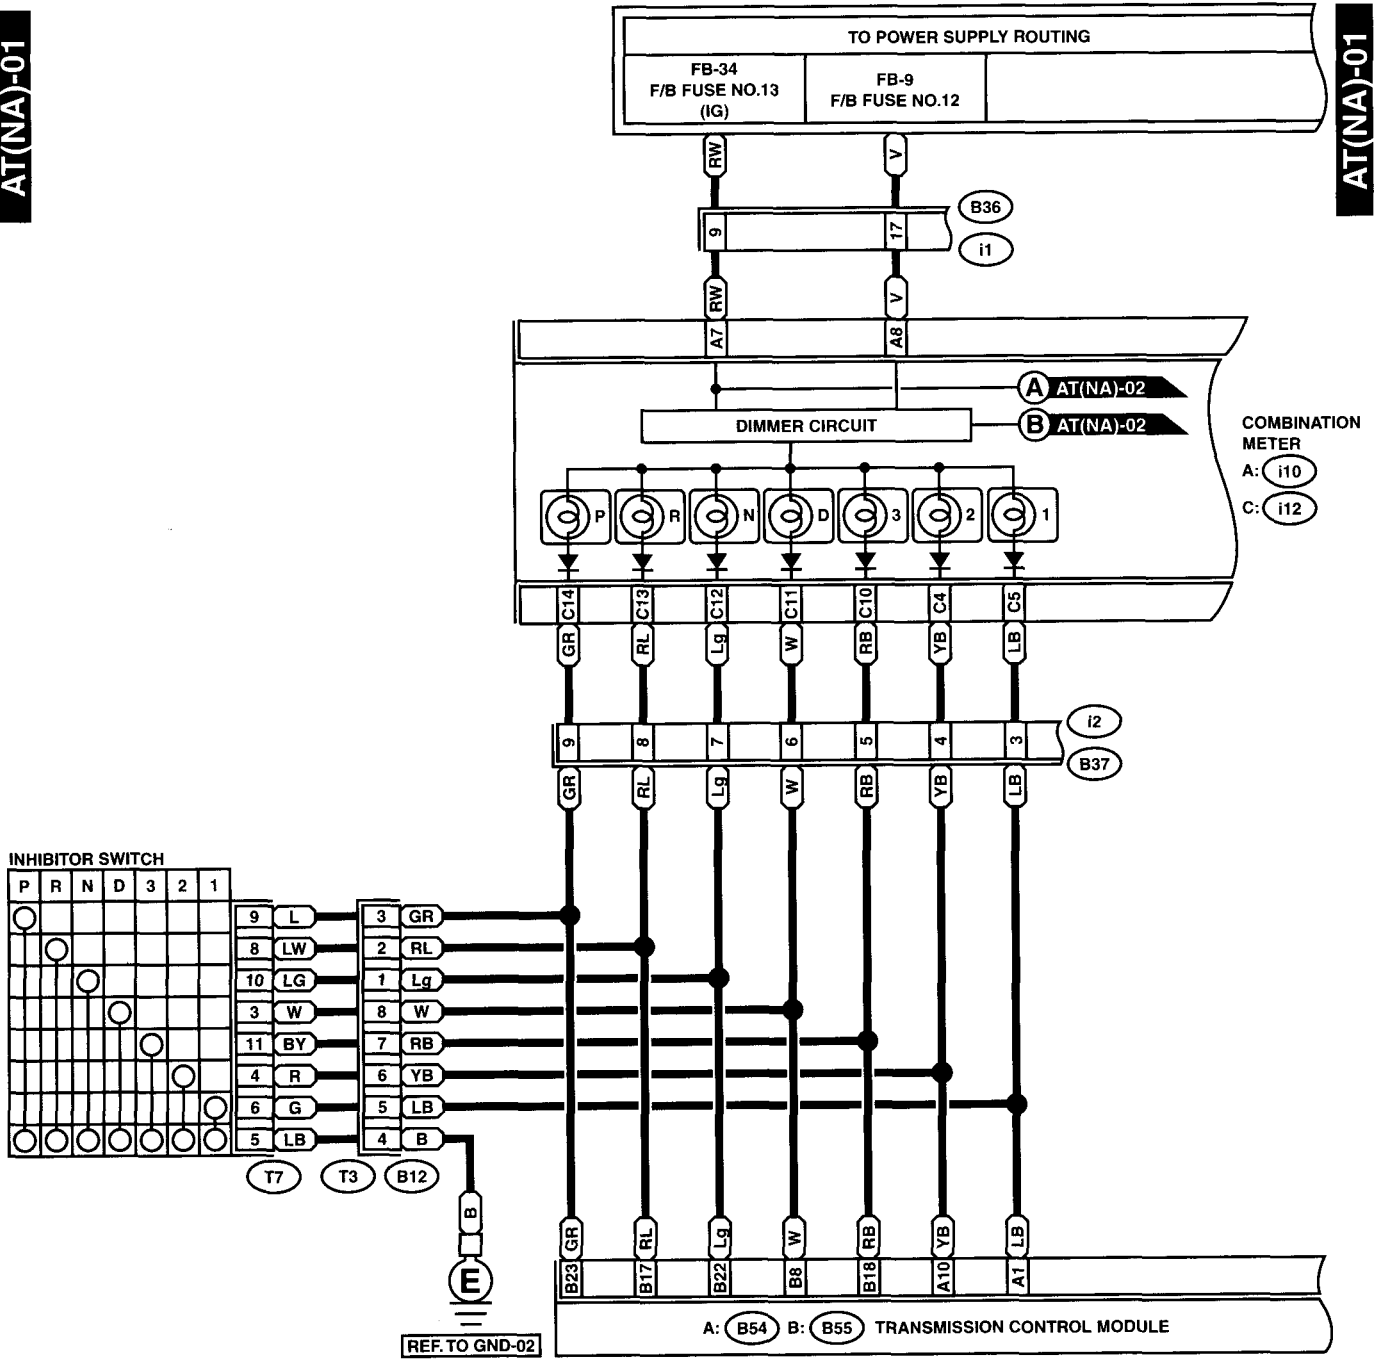 AT(NA)-01
AT(NA)-01
TO POWER SUPPLY ROUTING
FB-34
F/B FUSE NO.13
(IG)
FB-9
F/B FUSE NO.12
RW V
B36
9 17
i1
RW V
A7 A8
A AT(NA)-02
DIMMER CIRCUIT
B AT(NA)-02
COMBINATION
METER
A: i10
C: i12
P R N D 3 2 1
C14 C13 C12 C11 C10 C4 C5
GR RL Lg W RB YB LB
i2
9 8 7 6 5 4 3
B37
GR RL Lg W RB YB LB
INHIBITOR SWITCH
P R N D 3 2 1
9 L 3 GR
8 LW 2 RL
10 LG 1 Lg
3 W 8 W
11 BY 7 RB
4 R 6 YB
6 G 5 LB
5 LB 4 B
T7 T3 B12
B
E
REF. TO GND-02
GR RL Lg W RB YB LB
B23 B17 B22 B8 B18 A10 A1
A: B54 B: B55 TRANSMISSION CONTROL MODULE